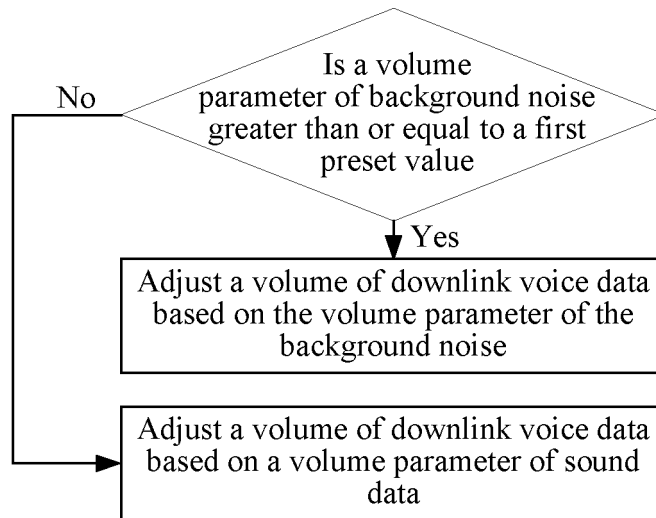 Is a volume
parameter of background noise
greater than or equal to a first
preset value
No
Yes
Adjust a volume of downlink voice data
based on the volume parameter of the
background noise
Adjust a volume of downlink voice data
based on a volume parameter of sound
data